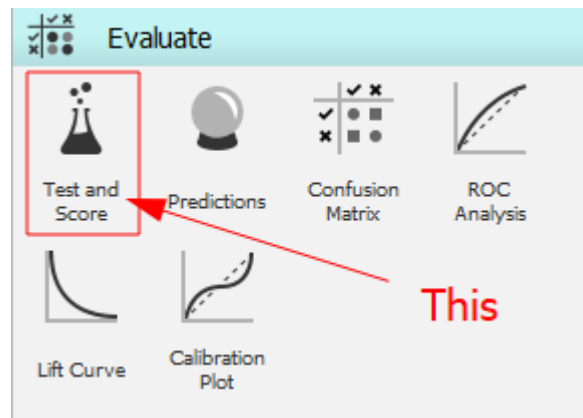 Evaluate
Test and
Score
Predictions
Confusion
Matrix
ROC
Analysis
This
Lift Curve
Calibration
Plot